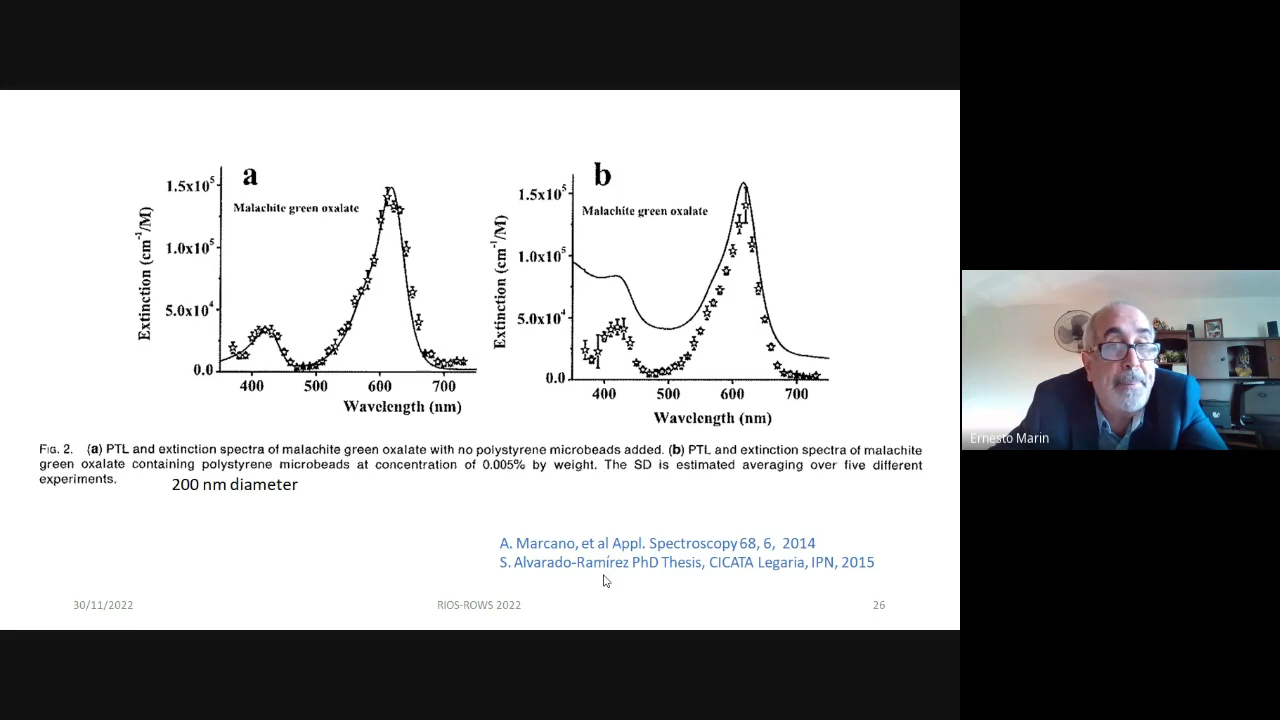 a
Malachite green oxalate
Extinction (cm⁻¹/M)
1.5x10⁵
1.0x10⁵
5.0x10⁴
0.0
400 500 600 700
Wavelength (nm)
b
Malachite green oxalate
Extinction (cm⁻¹/M)
1.5x10⁵
1.0x10⁵
5.0x10⁴
0.0
400 500 600 700
Wavelength (nm)
FIG. 2. (a) PTL and extinction spectra of malachite green oxalate with no polystyrene microbeads added. (b) PTL and extinction spectra of malachite
green oxalate containing polystyrene microbeads at concentration of 0.005% by weight. The SD is estimated averaging over five different
experiments.
200 nm diameter
A. Marcano, et al Appl. Spectroscopy 68, 6, 2014
S. Alvarado-Ramírez PhD Thesis, CICATA Legaria, IPN, 2015
30/11/2022 RIOS-ROWS 2022 26
Ernesto Marin